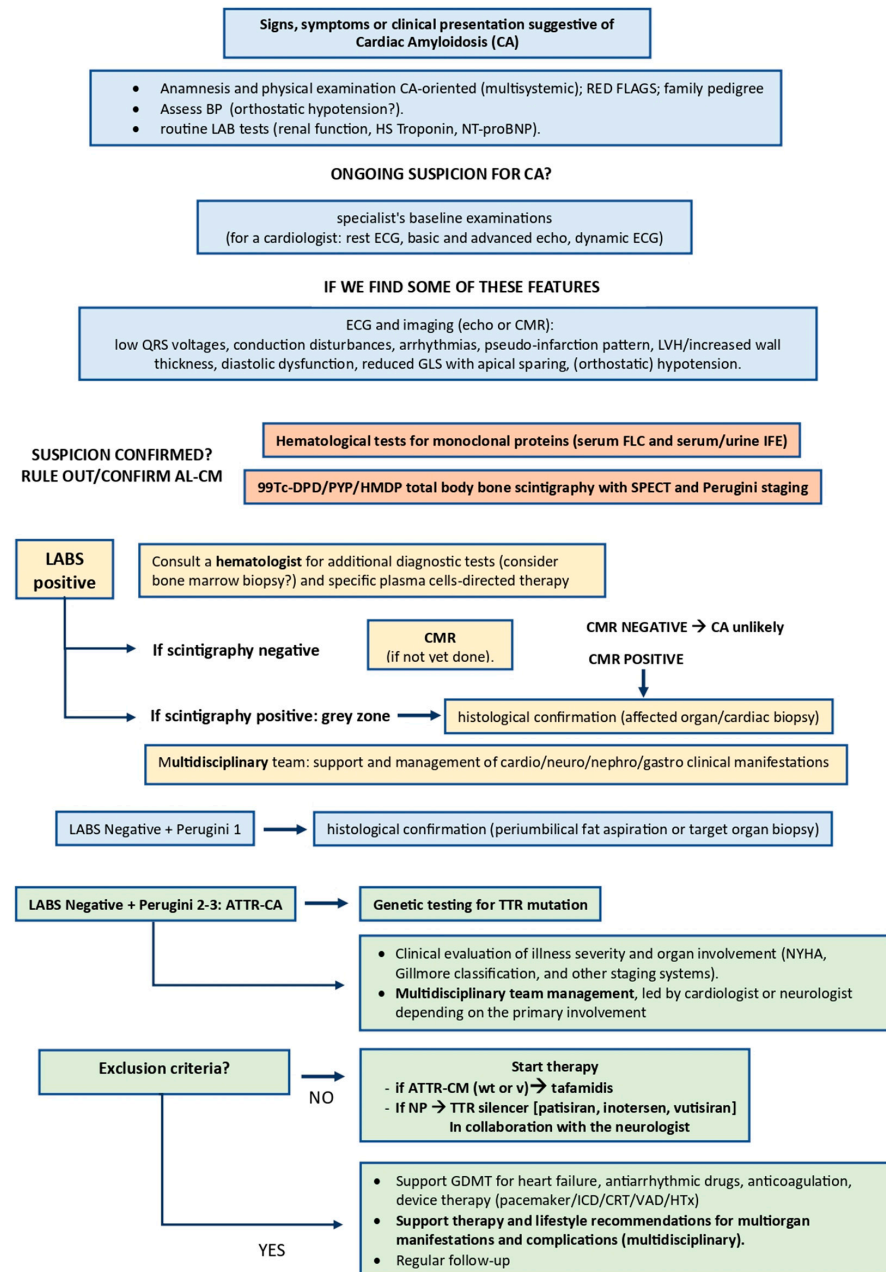 Signs, symptoms or clinical presentation suggestive of
Cardiac Amyloidosis (CA)
• Anamnesis and physical examination CA-oriented (multisystemic); RED FLAGS; family pedigree
• Assess BP (orthostatic hypotension?).
• routine LAB tests (renal function, HS Troponin, NT-proBNP).
ONGOING SUSPICION FOR CA?
specialist's baseline examinations
(for a cardiologist: rest ECG, basic and advanced echo, dynamic ECG)
IF WE FIND SOME OF THESE FEATURES
ECG and imaging (echo or CMR):
low QRS voltages, conduction disturbances, arrhythmias, pseudo-infarction pattern, LVH/increased wall
thickness, diastolic dysfunction, reduced GLS with apical sparing, (orthostatic) hypotension.
SUSPICION CONFIRMED?
RULE OUT/CONFIRM AL-CM
Hematological tests for monoclonal proteins (serum FLC and serum/urine IFE)
99Tc-DPD/PYP/HMDP total body bone scintigraphy with SPECT and Perugini staging
LABS
positive
Consult a hematologist for additional diagnostic tests (consider
bone marrow biopsy?) and specific plasma cells-directed therapy
If scintigraphy negative
CMR
(if not yet done).
CMR NEGATIVE → CA unlikely
CMR POSITIVE
If scintigraphy positive: grey zone
histological confirmation (affected organ/cardiac biopsy)
Multidisciplinary team: support and management of cardio/neuro/nephro/gastro clinical manifestations
LABS Negative + Perugini 1
histological confirmation (periumbilical fat aspiration or target organ biopsy)
LABS Negative + Perugini 2-3: ATTR-CA
Genetic testing for TTR mutation
• Clinical evaluation of illness severity and organ involvement (NYHA,
Gillmore classification, and other staging systems).
• Multidisciplinary team management, led by cardiologist or neurologist
depending on the primary involvement
Exclusion criteria?
NO
Start therapy
- if ATTR-CM (wt or v)→ tafamidis
- If NP → TTR silencer [patisiran, inotersen, vutisiran]
In collaboration with the neurologist
YES
• Support GDMT for heart failure, antiarrhythmic drugs, anticoagulation,
device therapy (pacemaker/ICD/CRT/VAD/HTx)
• Support therapy and lifestyle recommendations for multiorgan
manifestations and complications (multidisciplinary).
• Regular follow-up